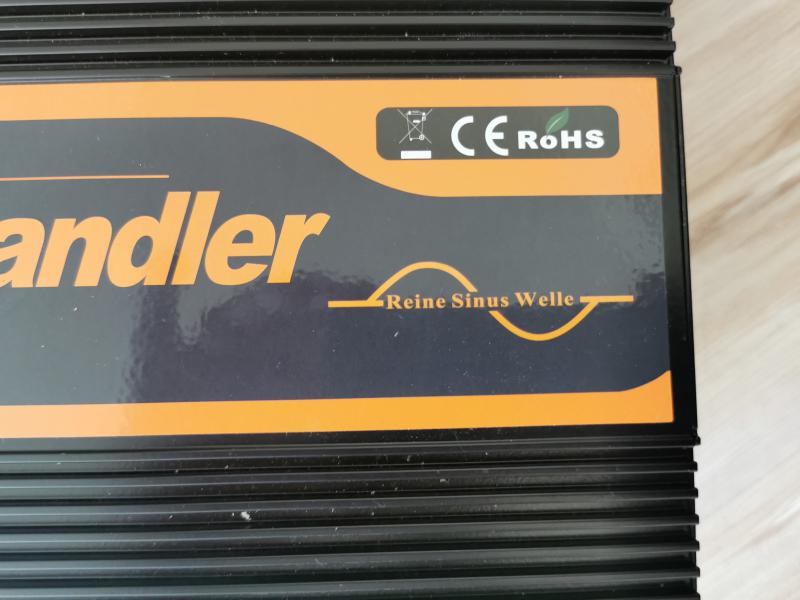 CE RoHS
andler
Reine Sinus Welle